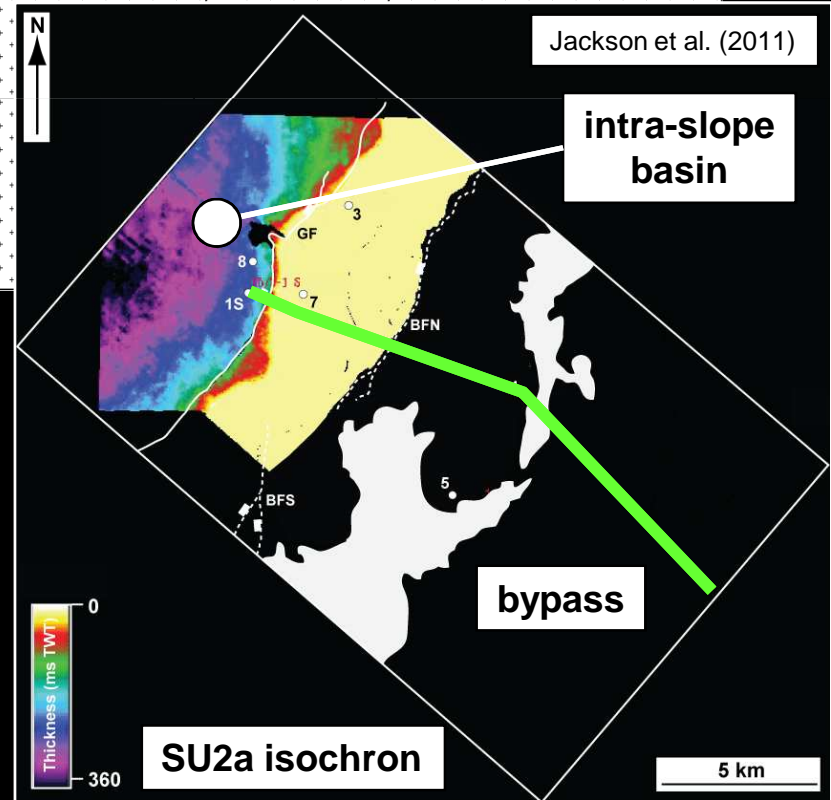 N
Jackson et al. (2011)
intra-slope
basin
3
GF
8
7
1S
BFN
5
BFS
bypass
0
Thickness (ms TWT)
360
SU2a isochron
5 km